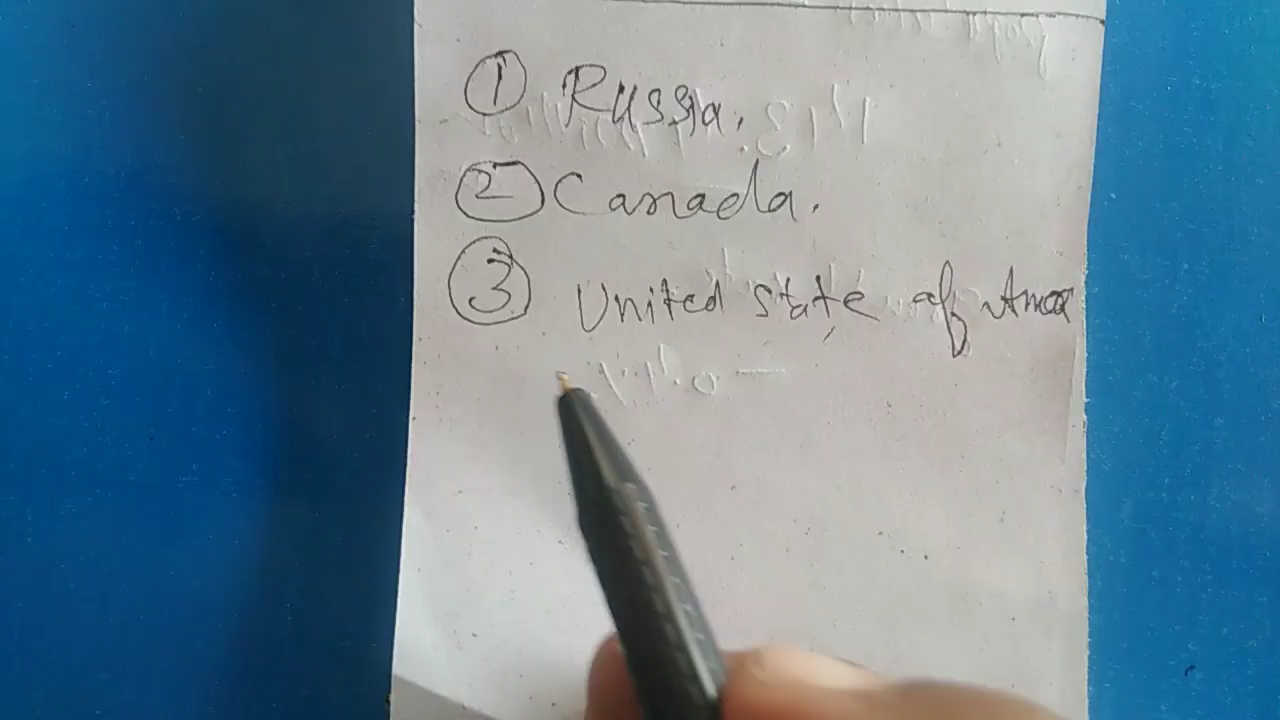 ① Russia.
② Canada.
③ United state of